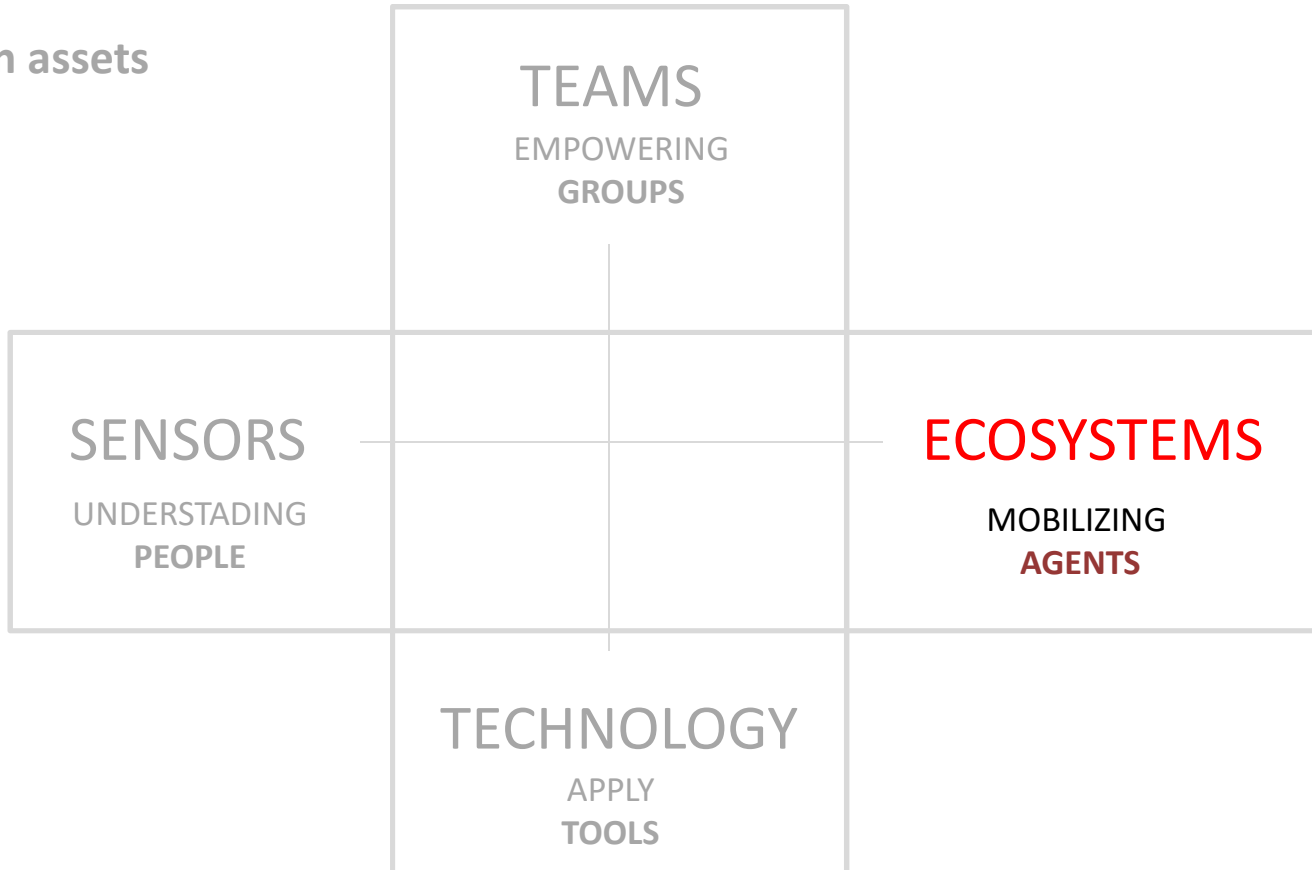 n assets
TEAMS
EMPOWERING
GROUPS
SENSORS
UNDERSTADING
PEOPLE
ECOSYSTEMS
MOBILIZING
AGENTS
TECHNOLOGY
APPLY
TOOLS